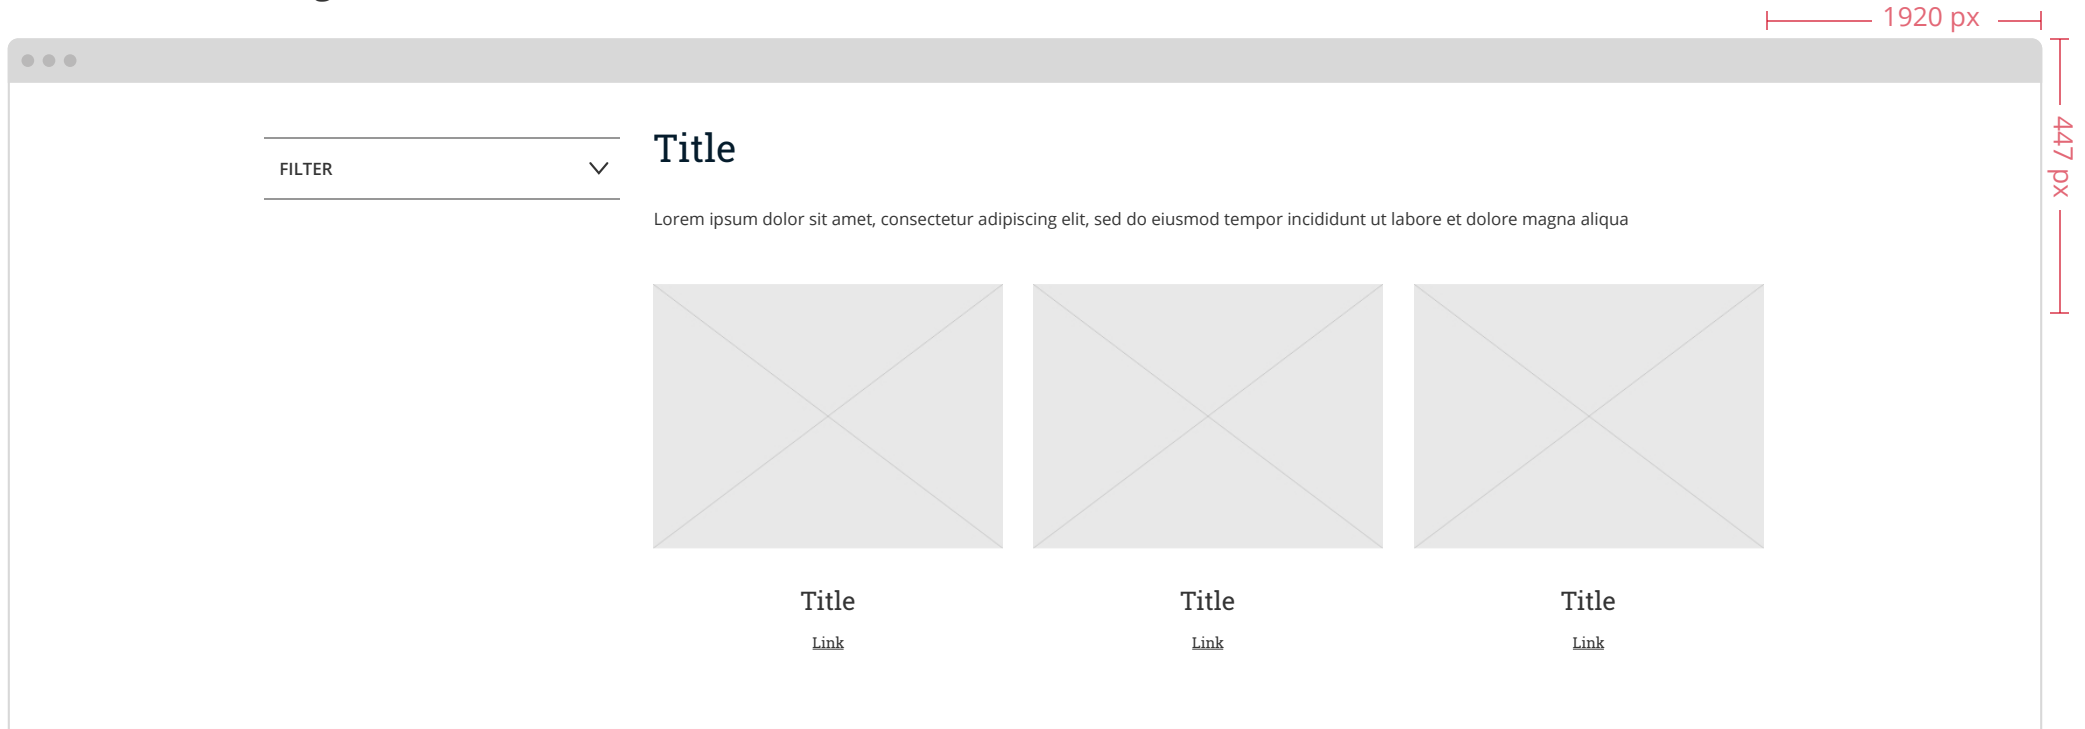 1920 px
447 px
FILTER
Title
Lorem ipsum dolor sit amet, consectetur adipiscing elit, sed do eiusmod tempor incididunt ut labore et dolore magna aliqua
Title
Link
Title
Link
Title
Link